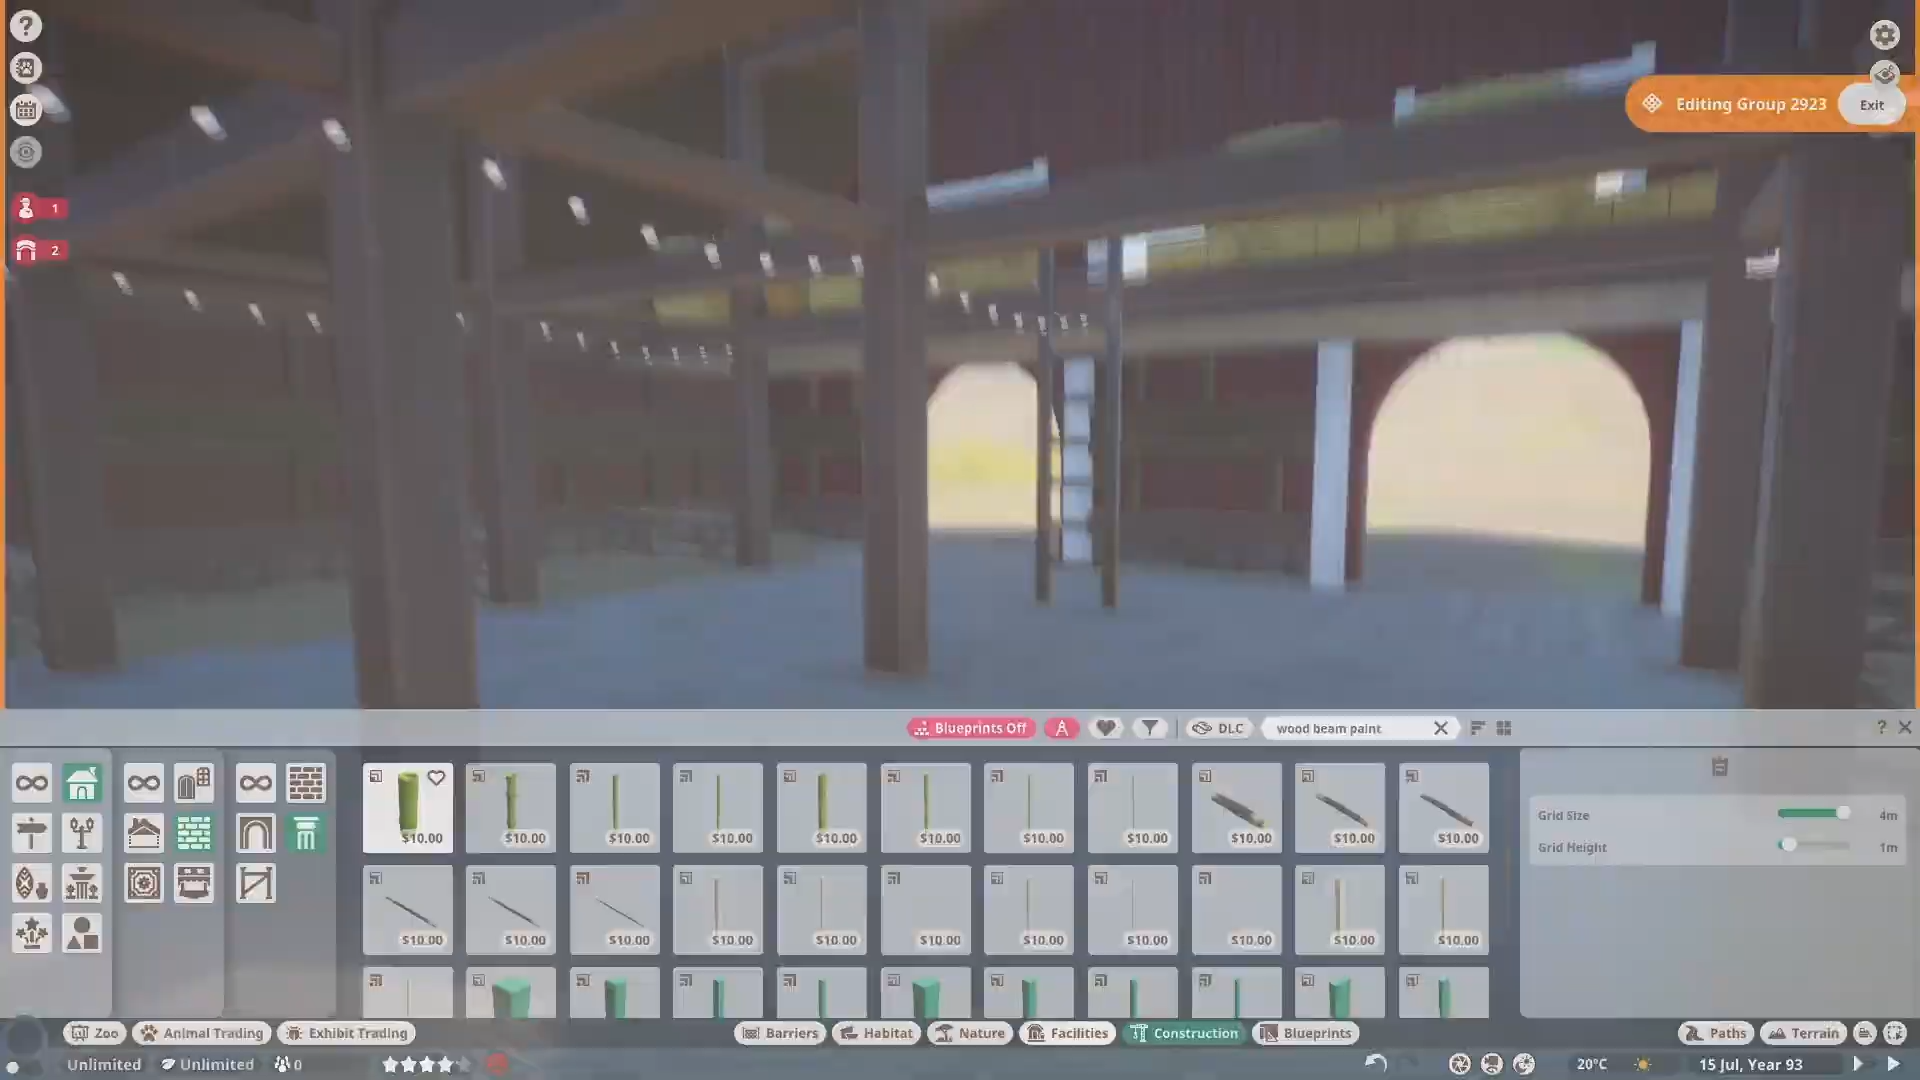 ?
Editing Group 2923 Exit
1
2
Blueprints Off DLC wood beam paint ?
$10.00 $10.00 $10.00 $10.00 $10.00 $10.00 $10.00 $10.00 $10.00 $10.00 $10.00
Grid Size 4m
Grid Height 1m
$10.00 $10.00 $10.00 $10.00 $10.00 $10.00 $10.00 $10.00 $10.00 $10.00 $10.00
Zoo Animal Trading Exhibit Trading Barriers Habitat Nature Facilities Construction Blueprints Paths Terrain
Unlimited Unlimited 0 20°C 15 Jul, Year 93